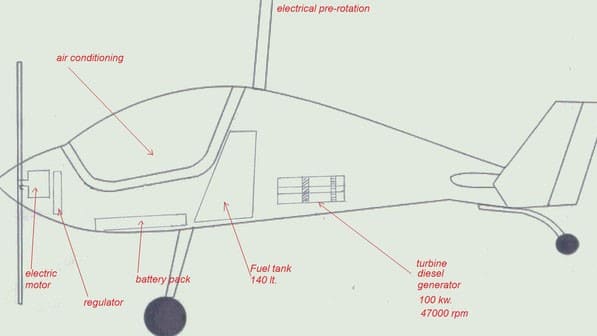 electrical pre-rotation
air conditioning
electric
motor
regulator
battery pack
Fuel tank
140 lt.
turbine
diesel
generator
100 kw.
47000 rpm